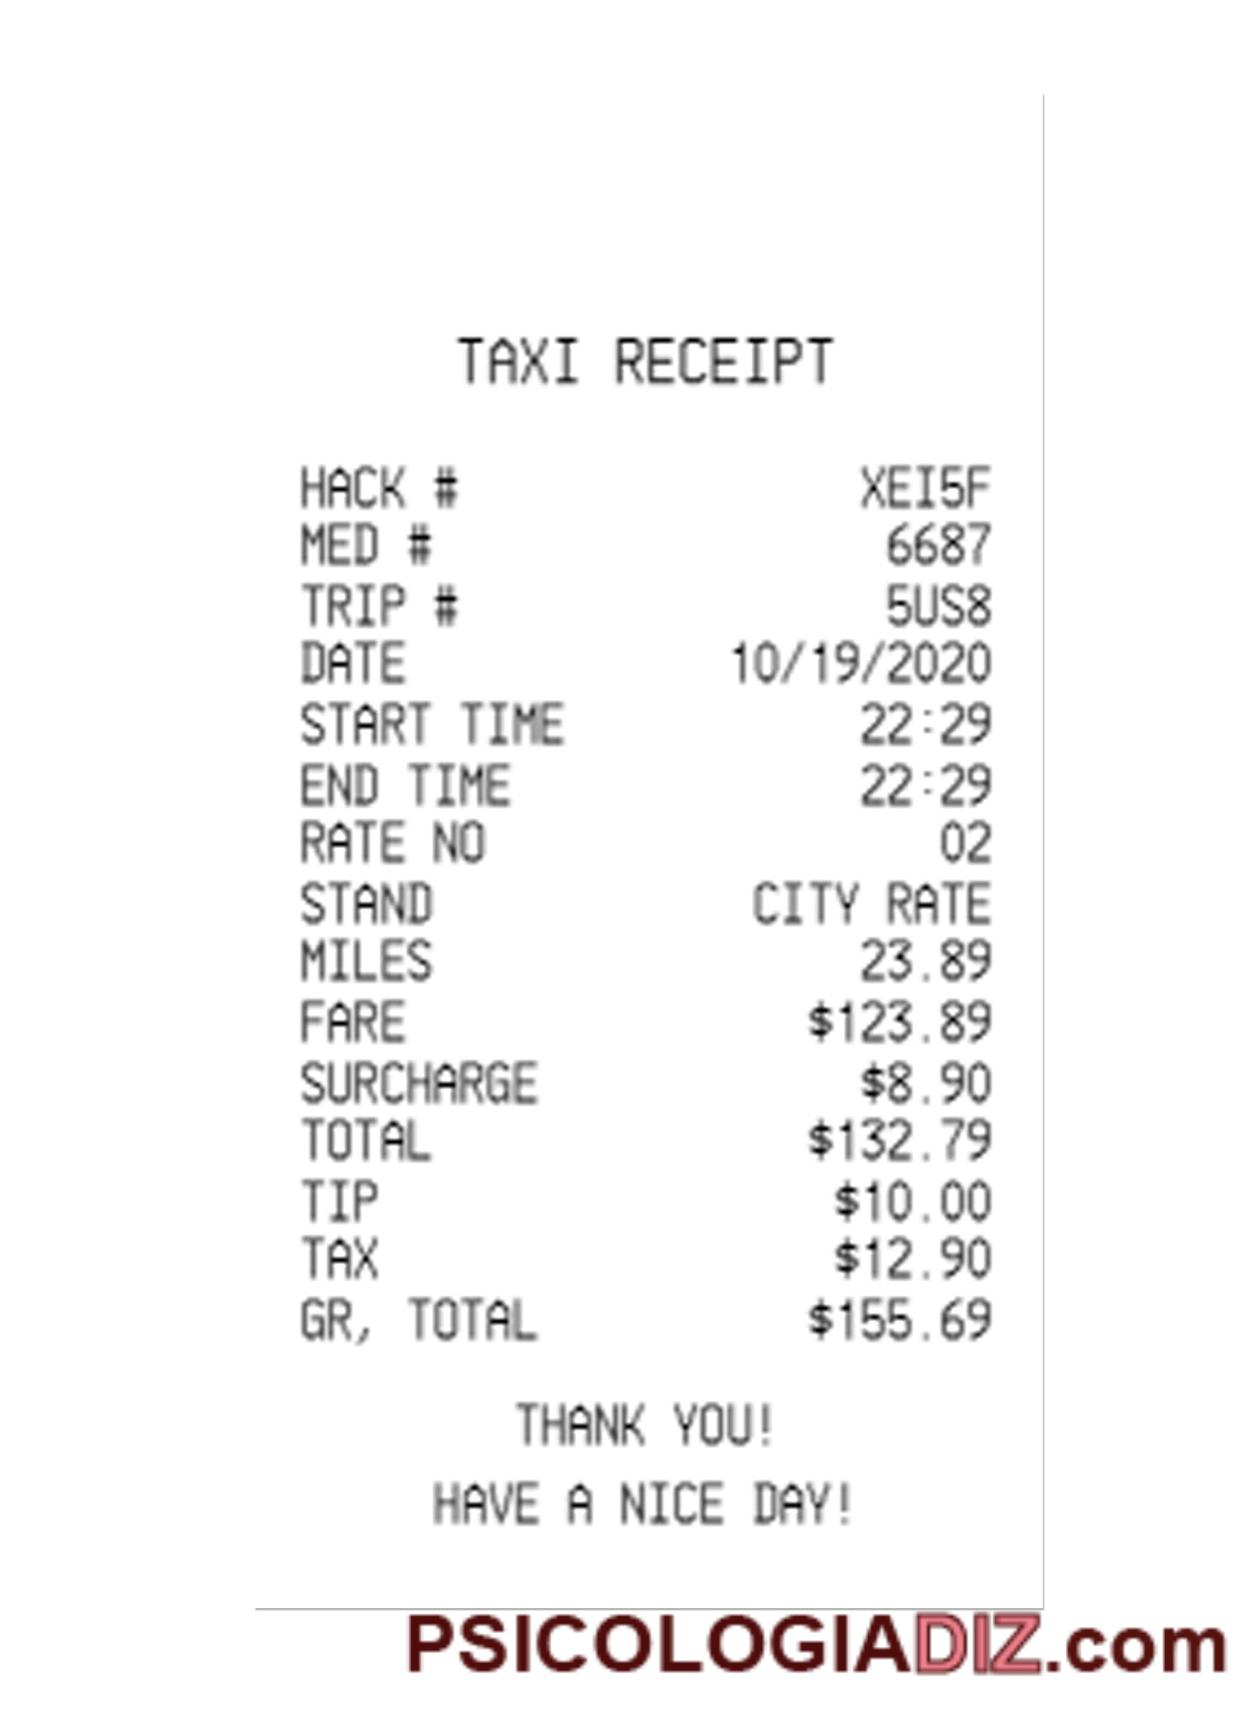 TAXI RECEIPT
HACK # XEI5F
MED # 6687
TRIP # 5US8
DATE 10/19/2020
START TIME 22:29
END TIME 22:29
RATE NO 02
STAND CITY RATE
MILES 23.89
FARE $123.89
SURCHARGE $8.90
TOTAL $132.79
TIP $10.00
TAX $12.90
GR, TOTAL $155.69
THANK YOU!
HAVE A NICE DAY!
PSICOLOGIADIZ.com